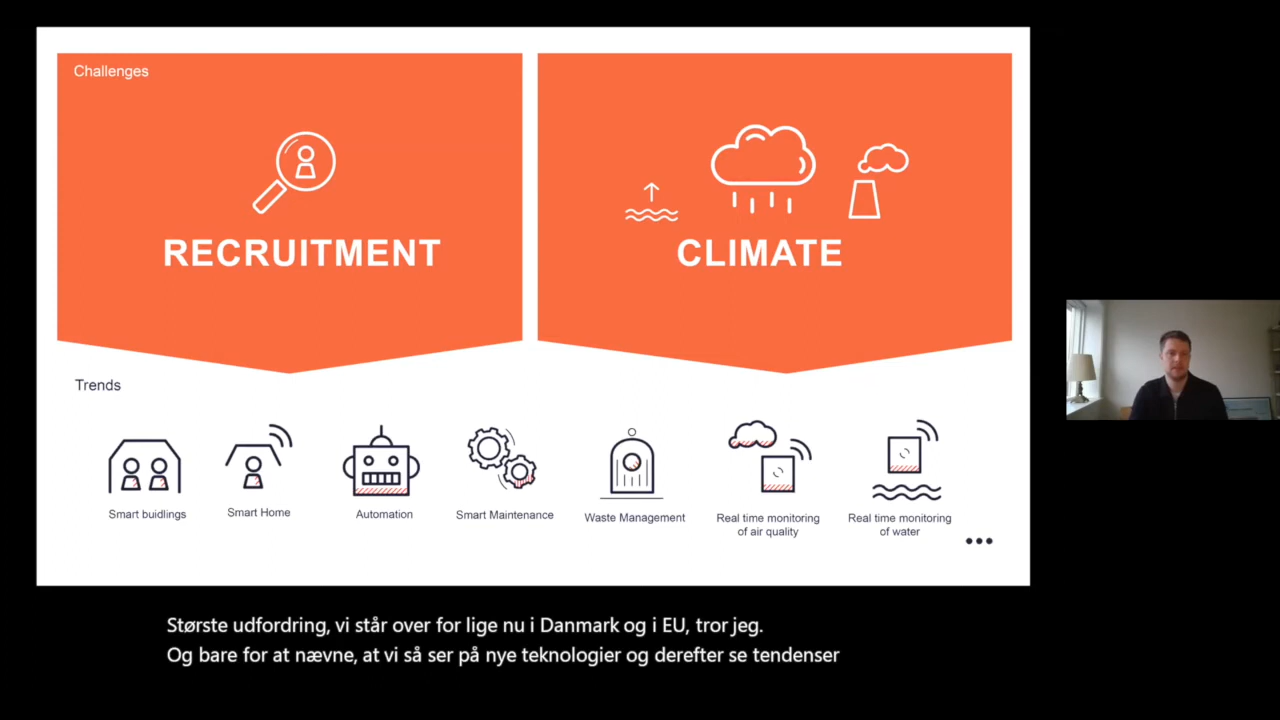 Challenges
RECRUITMENT
CLIMATE
Trends
Smart buidlings
Smart Home
Automation
Smart Maintenance
Waste Management
Real time monitoring
of air quality
Real time monitoring
of water
Største udfordring, vi står over for lige nu i Danmark og i EU, tror jeg.
Og bare for at nævne, at vi så ser på nye teknologier og derefter se tendenser